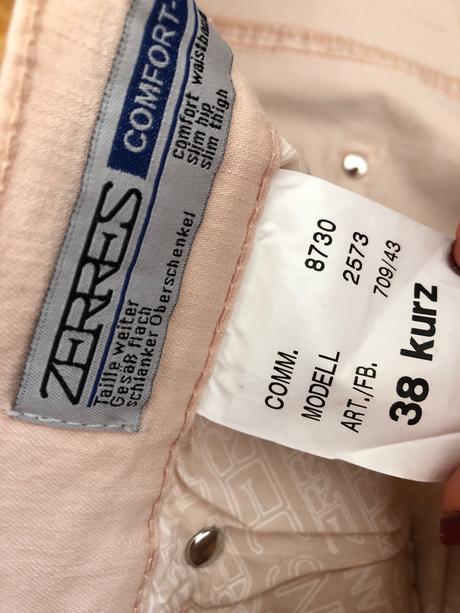 ZERRES
COMFORT-
Taille weiter
Gesäß flach
schlanker Oberschenkel
comfort waistband
slim hip
slim thigh
COMM. 8730
MODELL 2573
ART./FB. 709/43
38 kurz